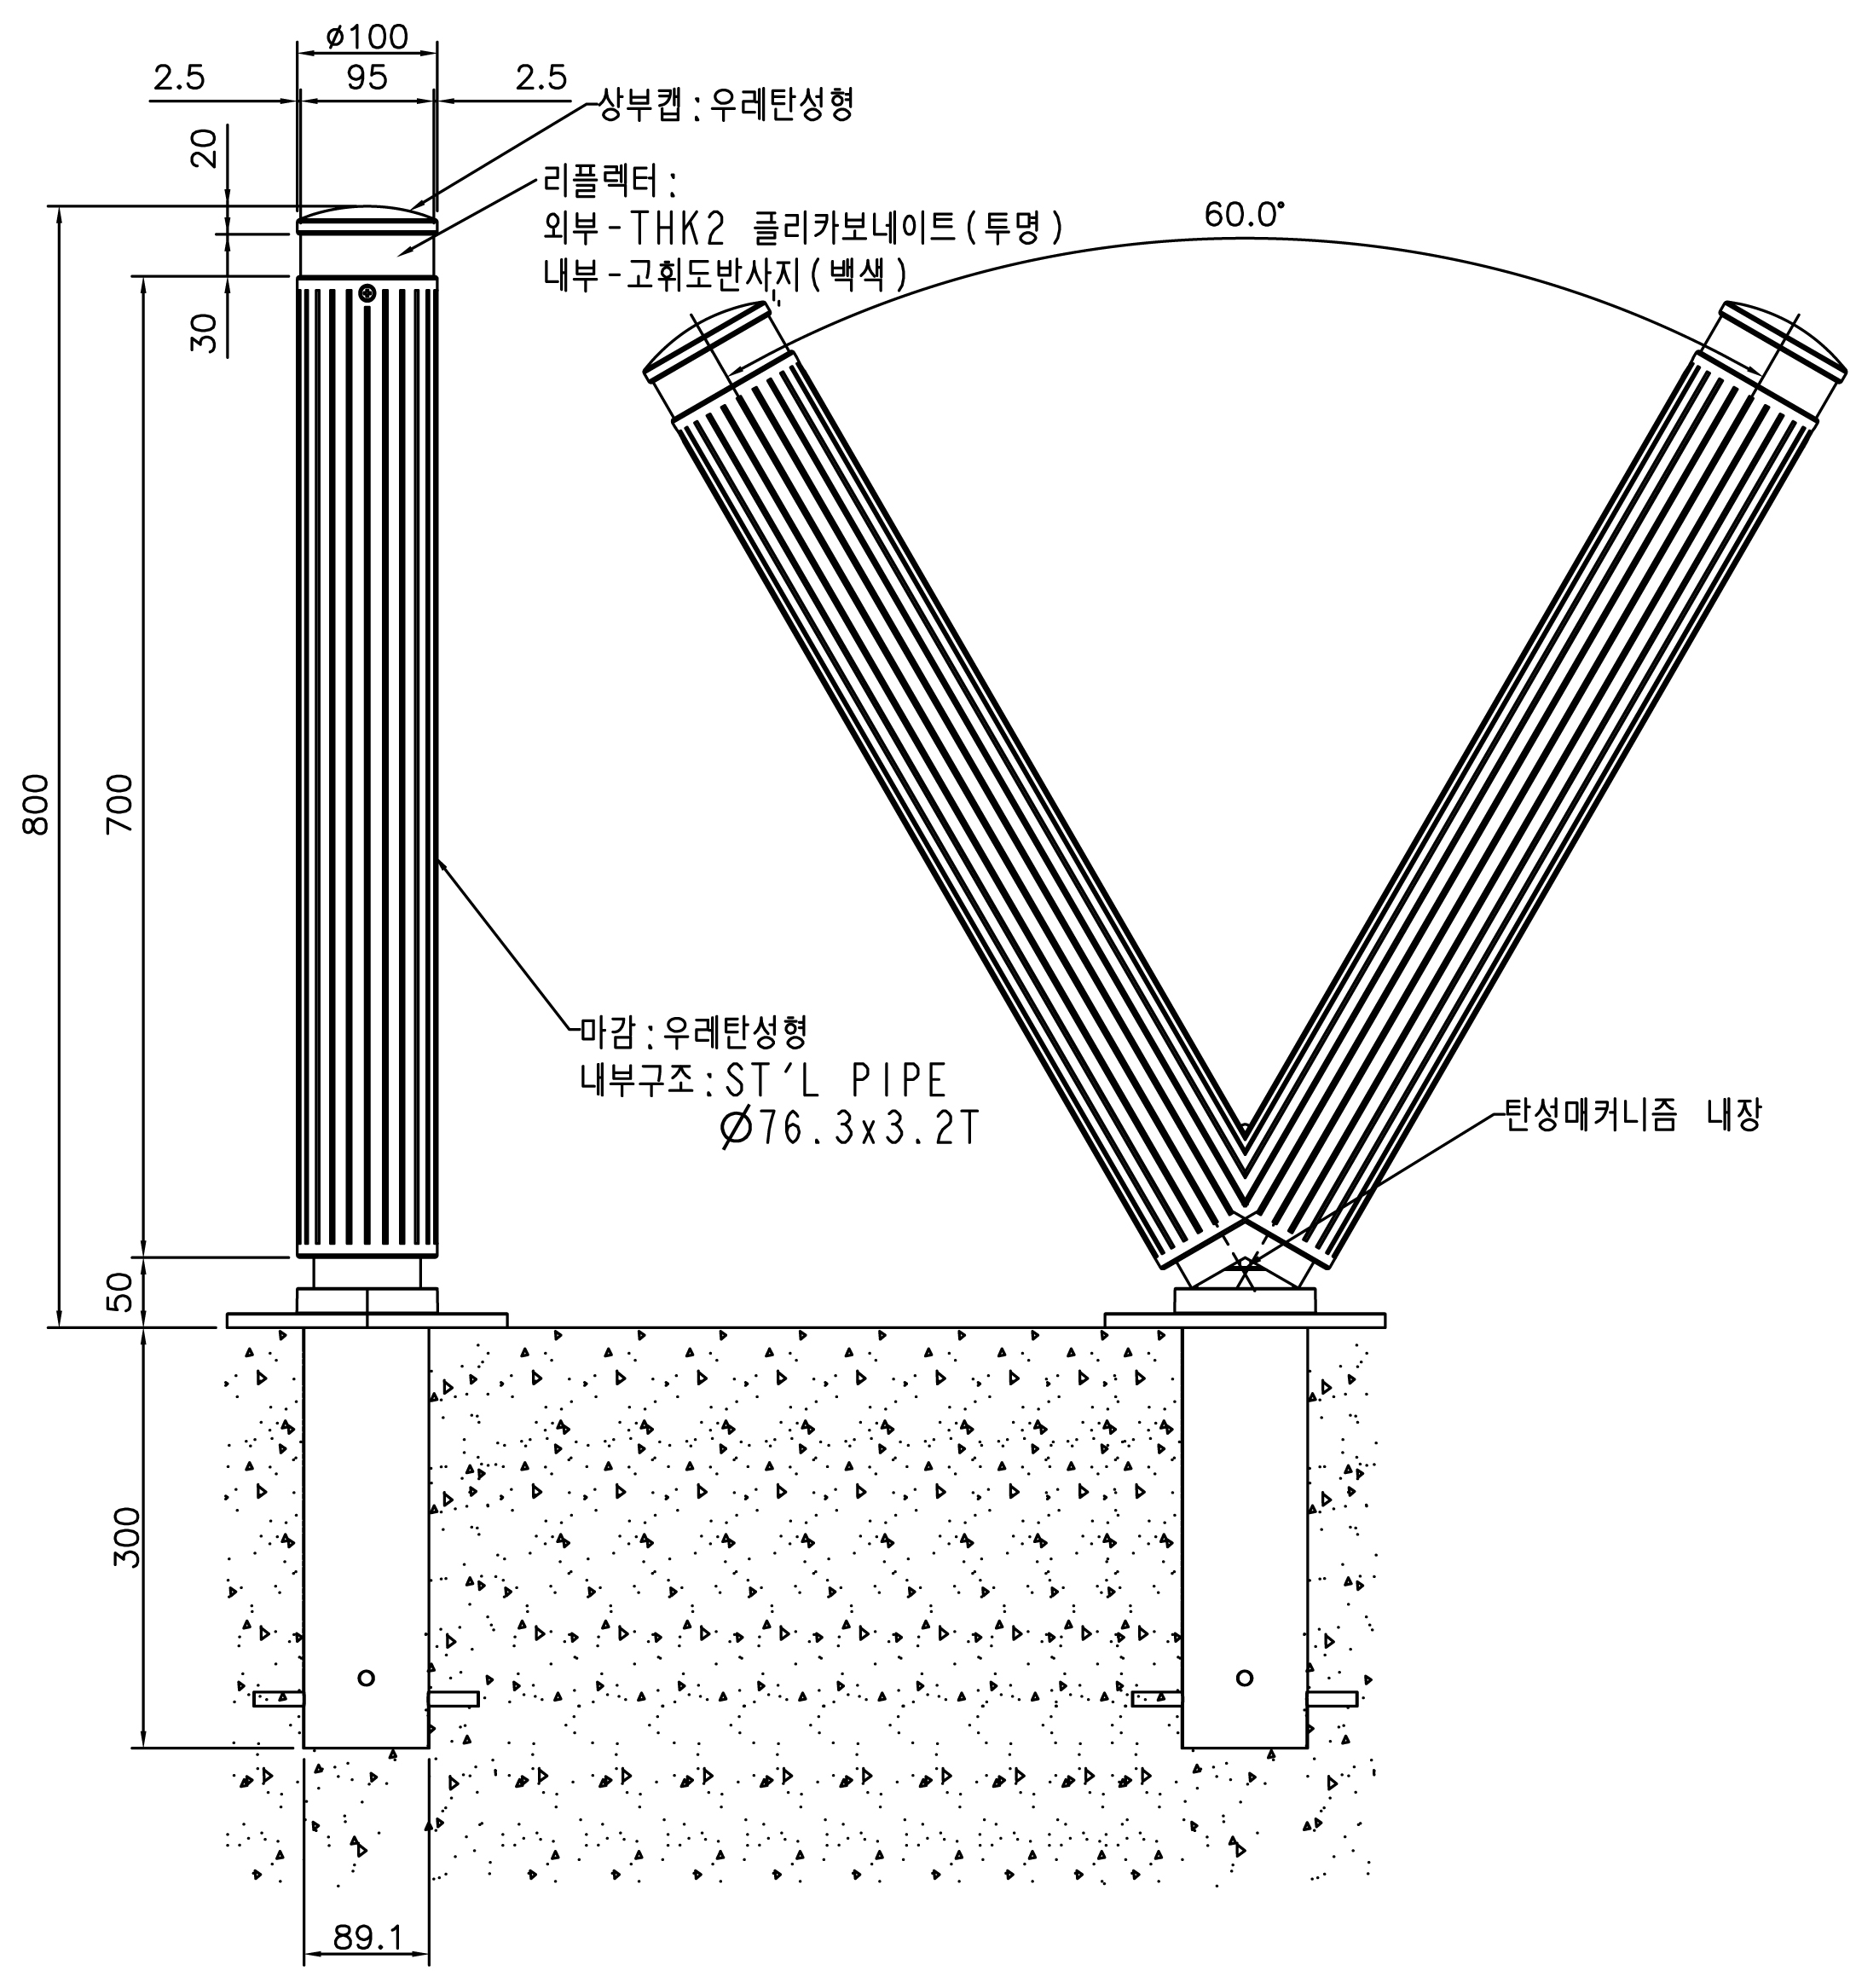 ø100
2.5 95 2.5
상부캡:우레탄성형
20
리플렉터:
외부-THK2 플리카보네이트(투명)
내부-고휘도반사지(백색)
60.0°
30
800
700
마감:우레탄성형
내부구조:ST'L PIPE
Ø76.3x3.2T
탄성매커니즘 내장
50
300
89.1